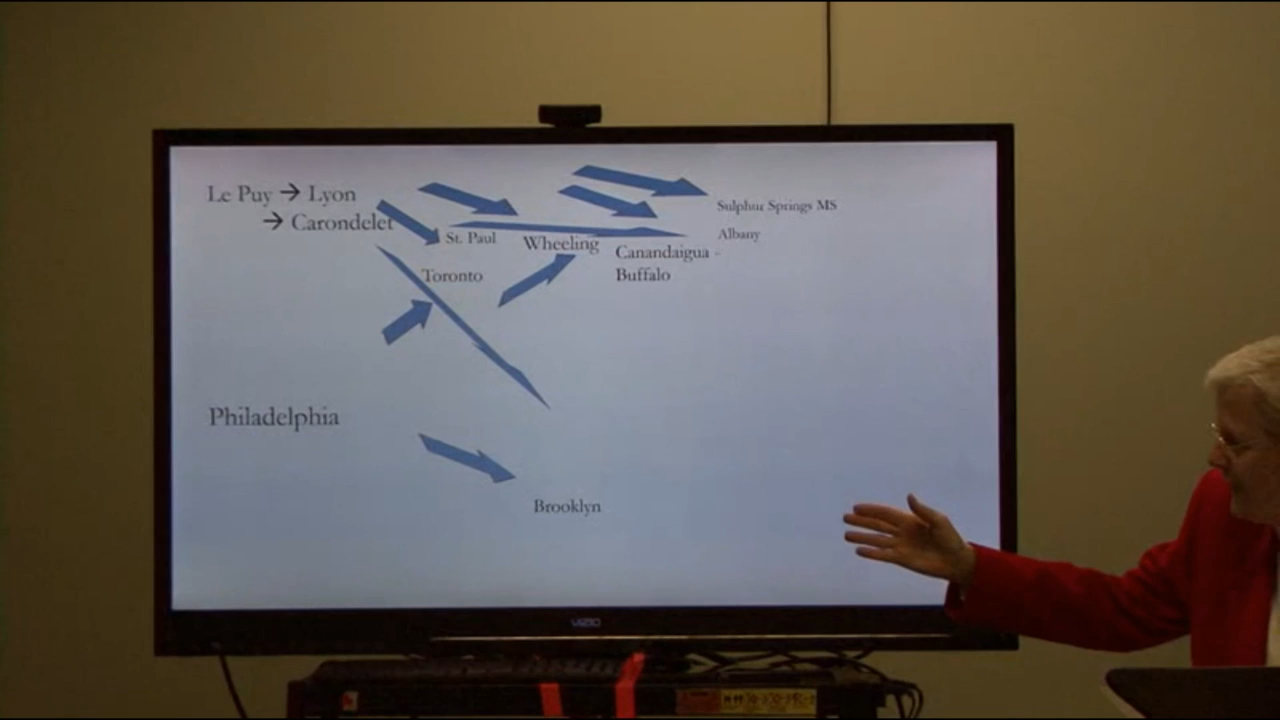 Le Puy → Lyon
→ Carondelet
St. Paul
Wheeling
Canandaigua -
Buffalo
Sulphur Springs MS
Albany
Toronto
Philadelphia
Brooklyn
VIZIO